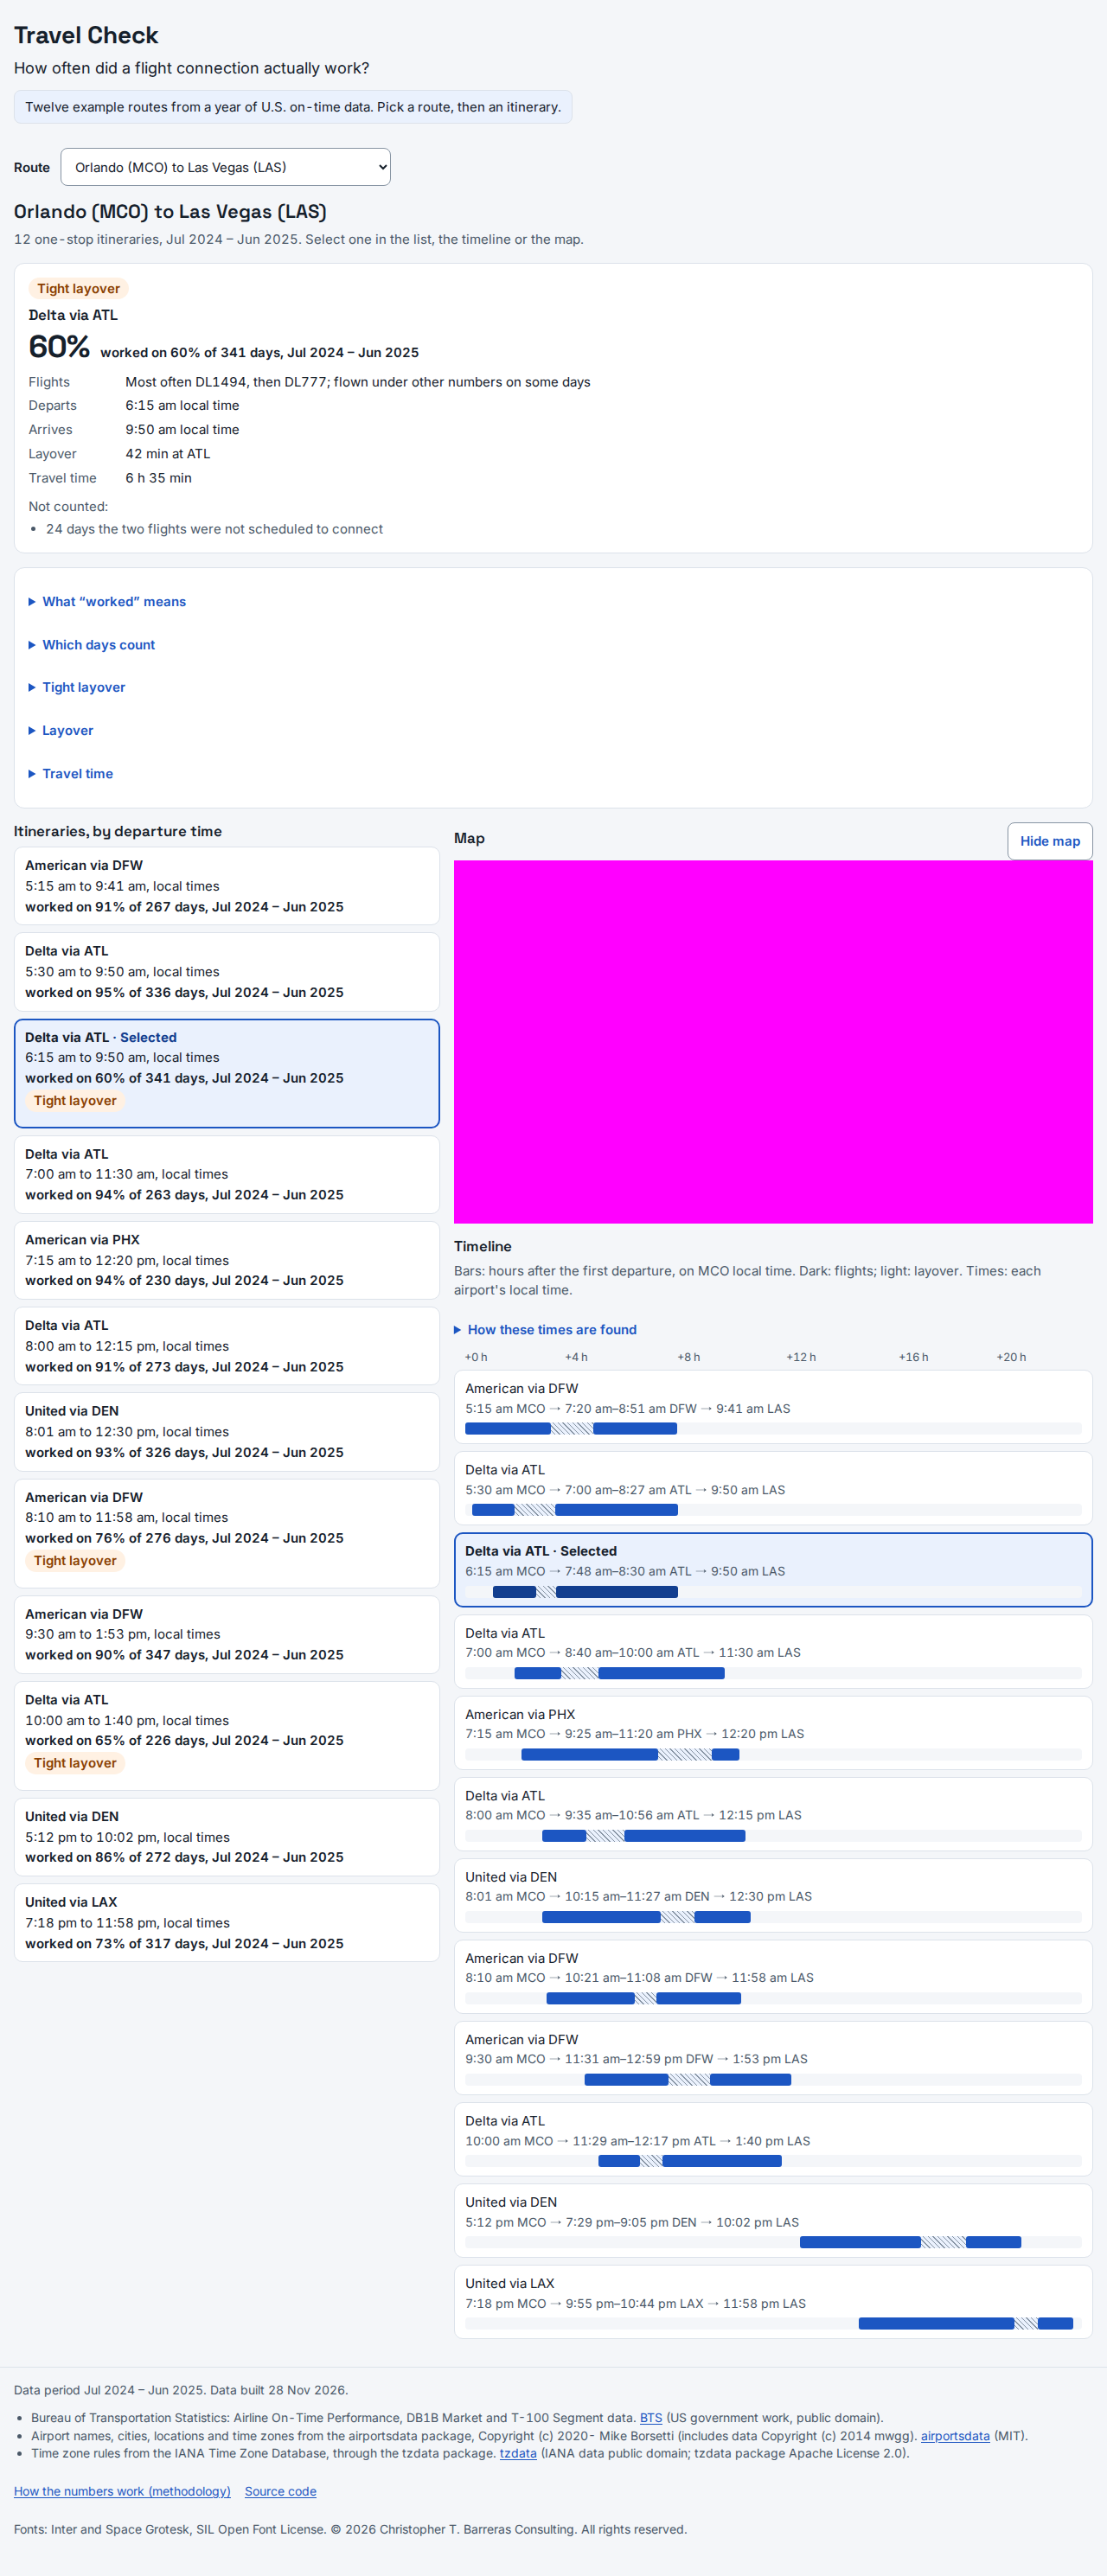 Travel Check
How often did a flight connection actually work?
Twelve example routes from a year of U.S. on-time data. Pick a route, then an itinerary.
Route
Orlando (MCO) to Las Vegas (LAS)
Orlando (MCO) to Las Vegas (LAS)
12 one-stop itineraries, Jul 2024 – Jun 2025. Select one in the list, the timeline or the map.
Tight layover
Delta via ATL
60% worked on 60% of 341 days, Jul 2024 – Jun 2025
Flights Most often DL1494, then DL777; flown under other numbers on some days
Departs 6:15 am local time
Arrives 9:50 am local time
Layover 42 min at ATL
Travel time 6 h 35 min
Not counted:
• 24 days the two flights were not scheduled to connect
What “worked” means
Which days count
Tight layover
Layover
Travel time
Itineraries, by departure time
American via DFW
5:15 am to 9:41 am, local times
worked on 91% of 267 days, Jul 2024 – Jun 2025
Delta via ATL
5:30 am to 9:50 am, local times
worked on 95% of 336 days, Jul 2024 – Jun 2025
Delta via ATL · Selected
6:15 am to 9:50 am, local times
worked on 60% of 341 days, Jul 2024 – Jun 2025
Tight layover
Delta via ATL
7:00 am to 11:30 am, local times
worked on 94% of 263 days, Jul 2024 – Jun 2025
American via PHX
7:15 am to 12:20 pm, local times
worked on 94% of 230 days, Jul 2024 – Jun 2025
Delta via ATL
8:00 am to 12:15 pm, local times
worked on 91% of 273 days, Jul 2024 – Jun 2025
United via DEN
8:01 am to 12:30 pm, local times
worked on 93% of 326 days, Jul 2024 – Jun 2025
American via DFW
8:10 am to 11:58 am, local times
worked on 76% of 276 days, Jul 2024 – Jun 2025
Tight layover
American via DFW
9:30 am to 1:53 pm, local times
worked on 90% of 347 days, Jul 2024 – Jun 2025
Delta via ATL
10:00 am to 1:40 pm, local times
worked on 65% of 226 days, Jul 2024 – Jun 2025
Tight layover
United via DEN
5:12 pm to 10:02 pm, local times
worked on 86% of 272 days, Jul 2024 – Jun 2025
United via LAX
7:18 pm to 11:58 pm, local times
worked on 73% of 317 days, Jul 2024 – Jun 2025
Map
Hide map
Timeline
Bars: hours after the first departure, on MCO local time. Dark: flights; light: layover. Times: each
airport's local time.
How these times are found
+0 h +4 h +8 h +12 h +16 h +20 h
American via DFW
5:15 am MCO → 7:20 am–8:51 am DFW → 9:41 am LAS
Delta via ATL
5:30 am MCO → 7:00 am–8:27 am ATL → 9:50 am LAS
Delta via ATL · Selected
6:15 am MCO → 7:48 am–8:30 am ATL → 9:50 am LAS
Delta via ATL
7:00 am MCO → 8:40 am–10:00 am ATL → 11:30 am LAS
American via PHX
7:15 am MCO → 9:25 am–11:20 am PHX → 12:20 pm LAS
Delta via ATL
8:00 am MCO → 9:35 am–10:56 am ATL → 12:15 pm LAS
United via DEN
8:01 am MCO → 10:15 am–11:27 am DEN → 12:30 pm LAS
American via DFW
8:10 am MCO → 10:21 am–11:08 am DFW → 11:58 am LAS
American via DFW
9:30 am MCO → 11:31 am–12:59 pm DFW → 1:53 pm LAS
Delta via ATL
10:00 am MCO → 11:29 am–12:17 pm ATL → 1:40 pm LAS
United via DEN
5:12 pm MCO → 7:29 pm–9:05 pm DEN → 10:02 pm LAS
United via LAX
7:18 pm MCO → 9:55 pm–10:44 pm LAX → 11:58 pm LAS
Data period Jul 2024 – Jun 2025. Data built 28 Nov 2026.
• Bureau of Transportation Statistics: Airline On-Time Performance, DB1B Market and T-100 Segment data. BTS (US government work, public domain).
• Airport names, cities, locations and time zones from the airportsdata package, Copyright (c) 2020- Mike Borsetti (includes data Copyright (c) 2014 mwgg). airportsdata (MIT).
• Time zone rules from the IANA Time Zone Database, through the tzdata package. tzdata (IANA data public domain; tzdata package Apache License 2.0).
How the numbers work (methodology) Source code
Fonts: Inter and Space Grotesk, SIL Open Font License. © 2026 Christopher T. Barreras Consulting. All rights reserved.